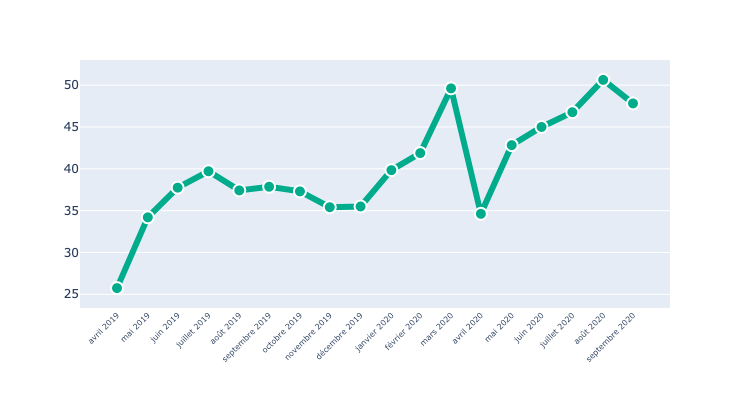 50
45
40
35
30
25
avril 2019
mai 2019
juin 2019
juillet 2019
août 2019
septembre 2019
octobre 2019
novembre 2019
décembre 2019
janvier 2020
février 2020
mars 2020
avril 2020
mai 2020
juin 2020
juillet 2020
août 2020
septembre 2020